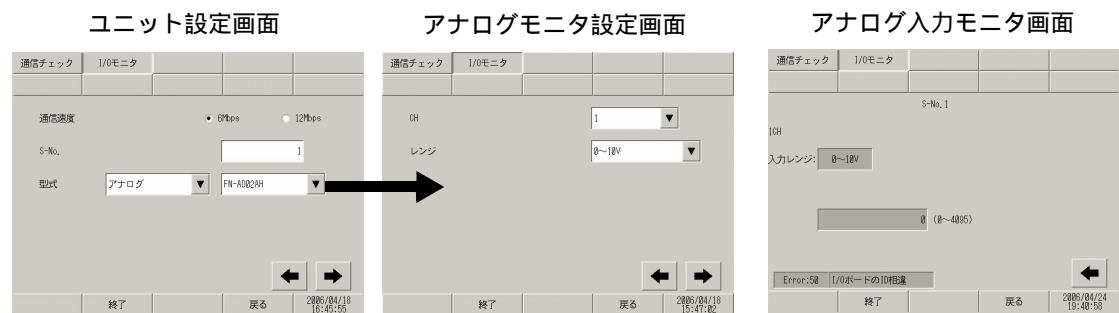 ユニット設定画面
通信チェック I/Oモニタ
通信速度 6Mbps 12Mbps
S-No. 1
型式 アナログ FN-AD02AH
終了 戻る 2006/04/18
16:45:55
アナログモニタ設定画面
通信チェック I/Oモニタ
CH 1
レンジ 0～10V
終了 戻る 2006/04/18
15:47:02
アナログ入力モニタ画面
通信チェック I/Oモニタ
S-No.1
1CH
入力レンジ: 0～10V
0 (0～4095)
Error:50 I/OボードのID相違
終了 戻る 2006/04/24
19:40:58